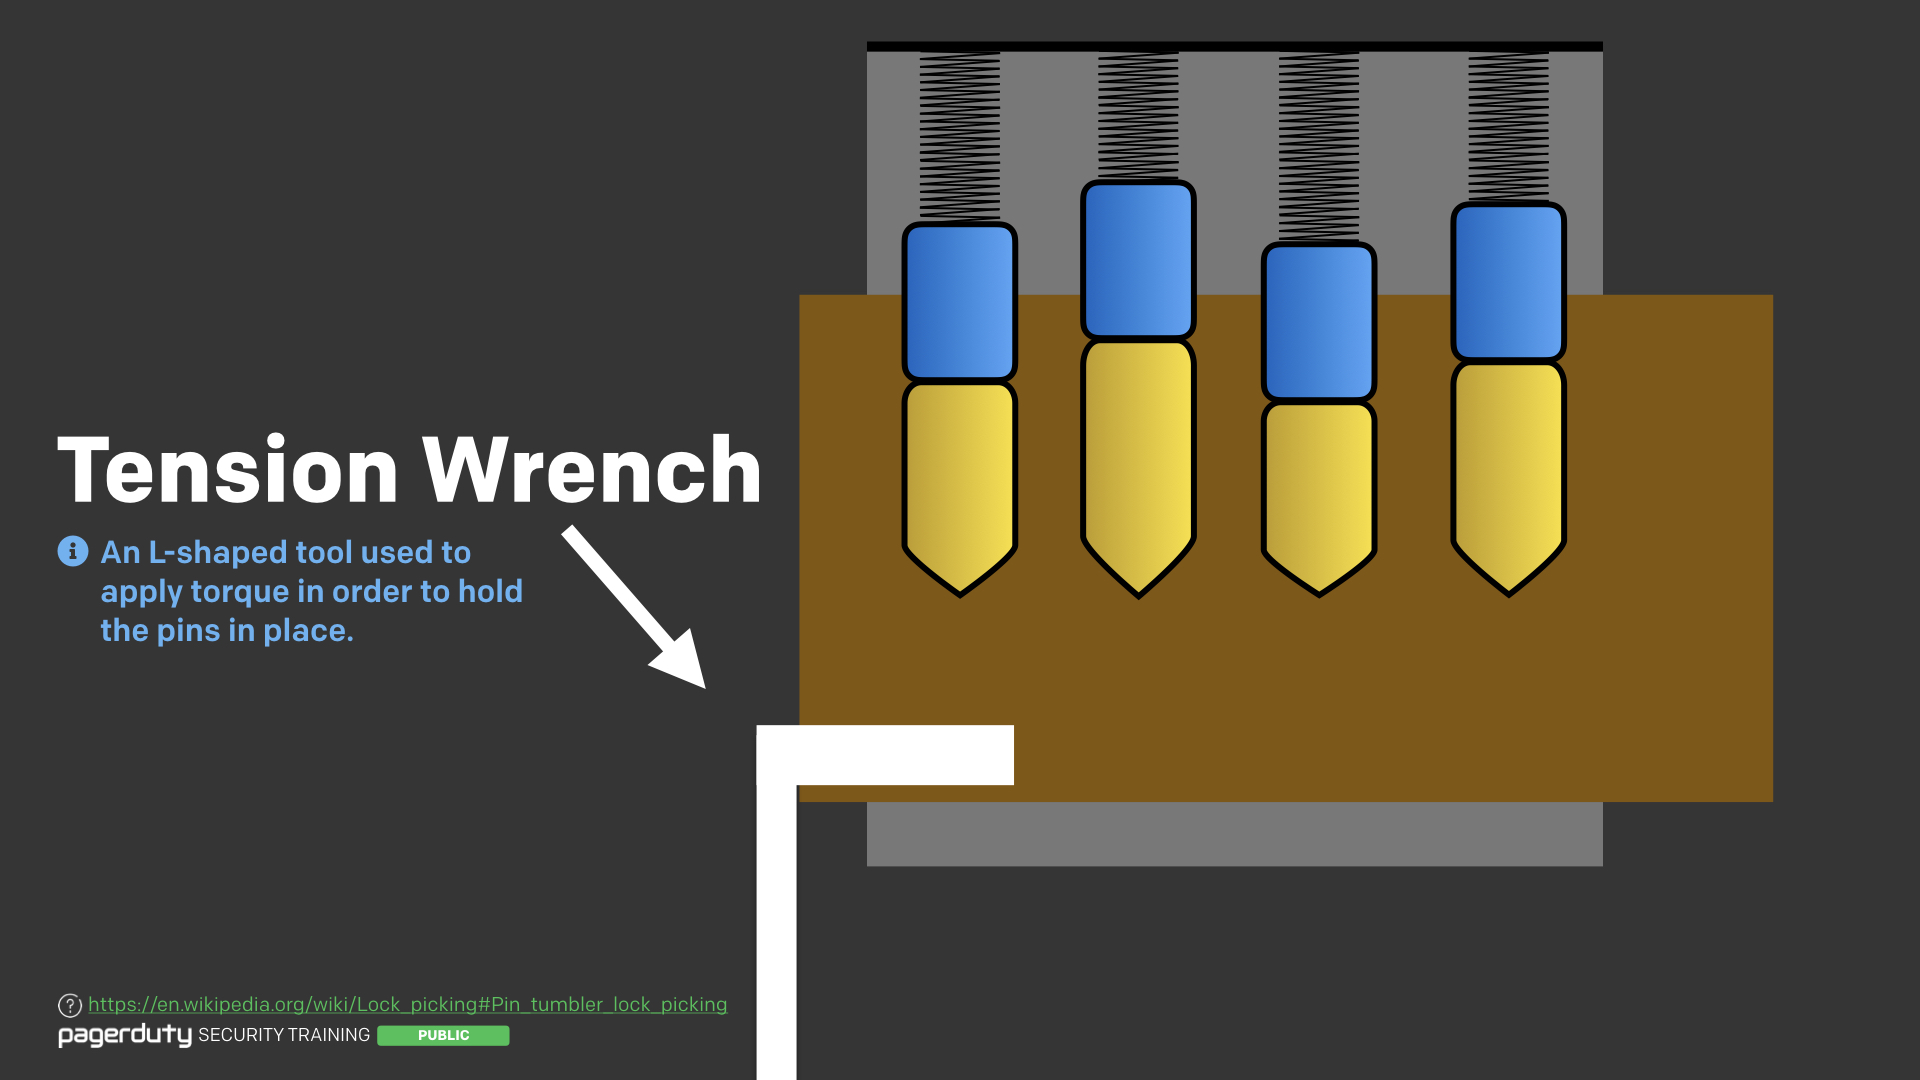 Tension Wrench
An L-shaped tool used to
apply torque in order to hold
the pins in place.
https://en.wikipedia.org/wiki/Lock_picking#Pin_tumbler_lock_picking
pagerduty SECURITY TRAINING PUBLIC